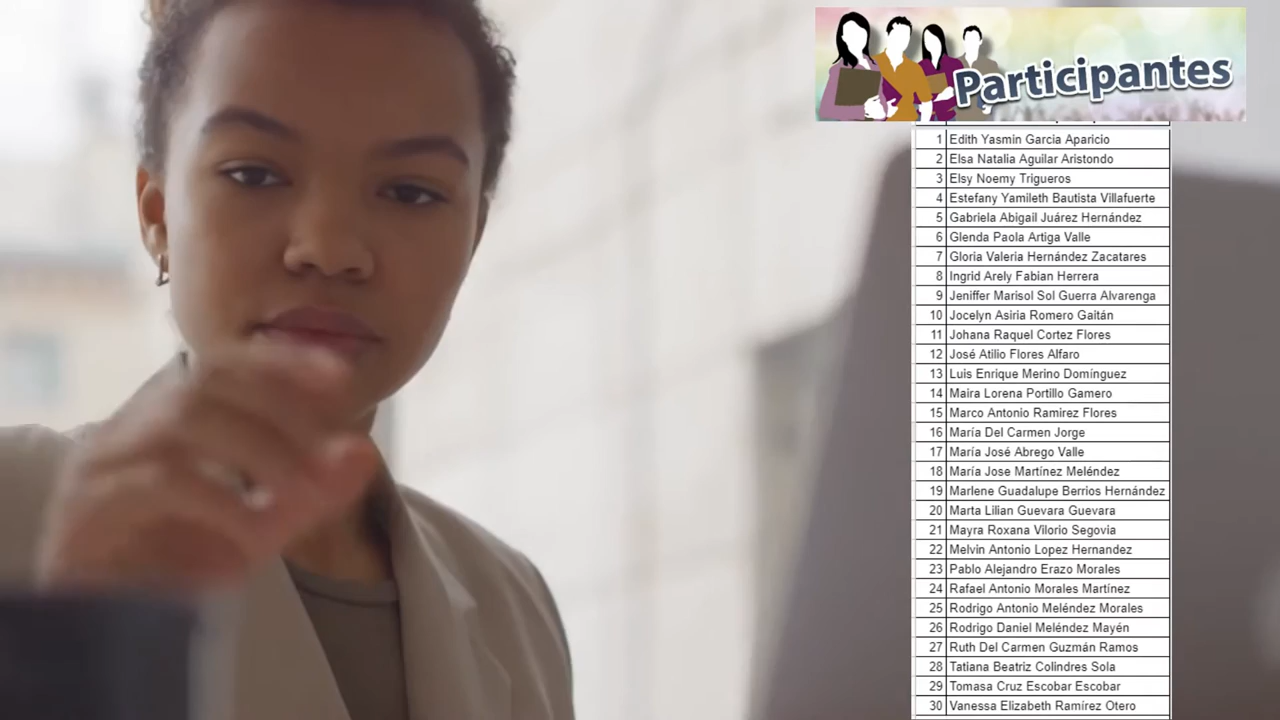 Participantes
1 Edith Yasmin Garcia Aparicio
2 Elsa Natalia Aguilar Aristondo
3 Elsy Noemy Trigueros
4 Estefany Yamileth Bautista Villafuerte
5 Gabriela Abigail Juárez Hernández
6 Glenda Paola Artiga Valle
7 Gloria Valeria Hernández Zacatares
8 Ingrid Arely Fabian Herrera
9 Jeniffer Marisol Sol Guerra Alvarenga
10 Jocelyn Asiria Romero Gaitán
11 Johana Raquel Cortez Flores
12 José Atilio Flores Alfaro
13 Luis Enrique Merino Domínguez
14 Maira Lorena Portillo Gamero
15 Marco Antonio Ramirez Flores
16 María Del Carmen Jorge
17 María José Abrego Valle
18 María Jose Martínez Meléndez
19 Marlene Guadalupe Berrios Hernández
20 Marta Lilian Guevara Guevara
21 Mayra Roxana Vilorio Segovia
22 Melvin Antonio Lopez Hernandez
23 Pablo Alejandro Erazo Morales
24 Rafael Antonio Morales Martínez
25 Rodrigo Antonio Meléndez Morales
26 Rodrigo Daniel Meléndez Mayén
27 Ruth Del Carmen Guzmán Ramos
28 Tatiana Beatriz Colindres Sola
29 Tomasa Cruz Escobar Escobar
30 Vanessa Elizabeth Ramírez Otero